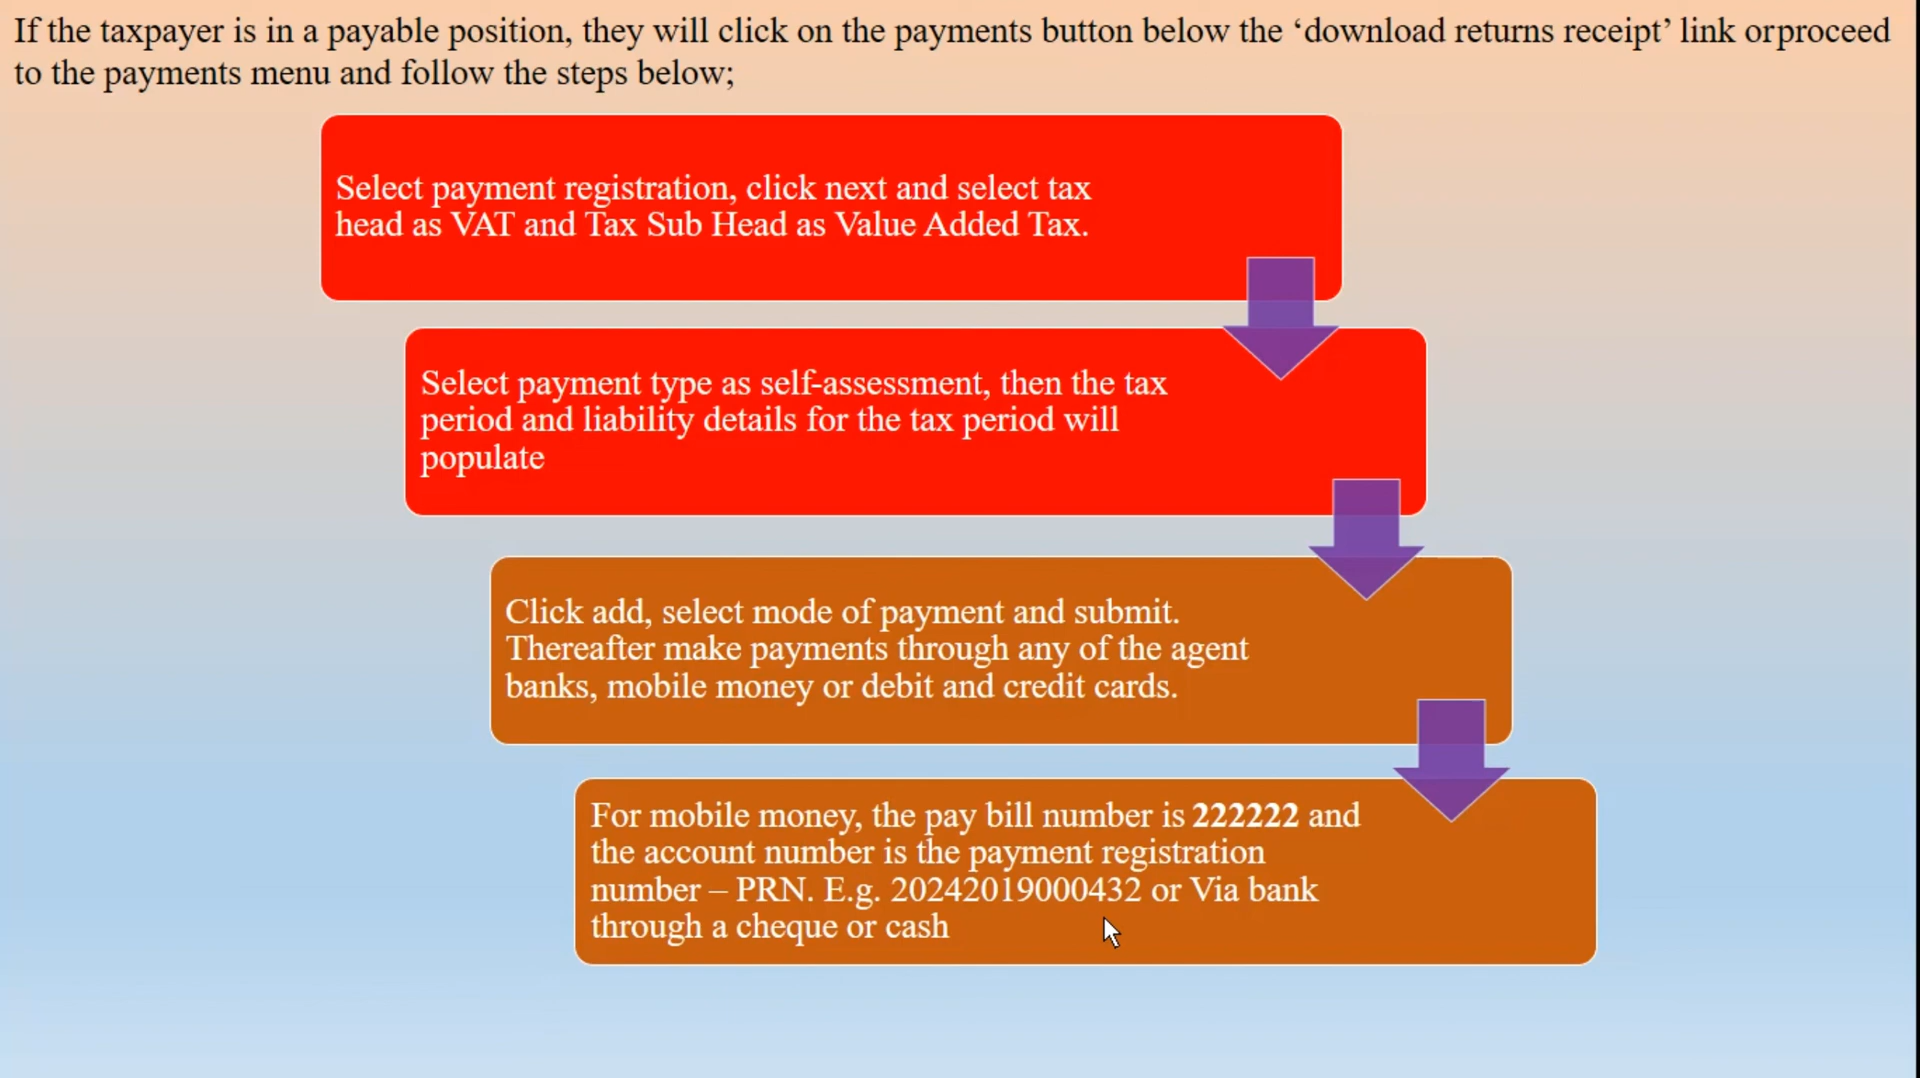 If the taxpayer is in a payable position, they will click on the payments button below the ‘download returns receipt’ link orproceed
to the payments menu and follow the steps below;
Select payment registration, click next and select tax
head as VAT and Tax Sub Head as Value Added Tax.
Select payment type as self-assessment, then the tax
period and liability details for the tax period will
populate
Click add, select mode of payment and submit.
Thereafter make payments through any of the agent
banks, mobile money or debit and credit cards.
For mobile money, the pay bill number is 222222 and
the account number is the payment registration
number – PRN. E.g. 20242019000432 or Via bank
through a cheque or cash